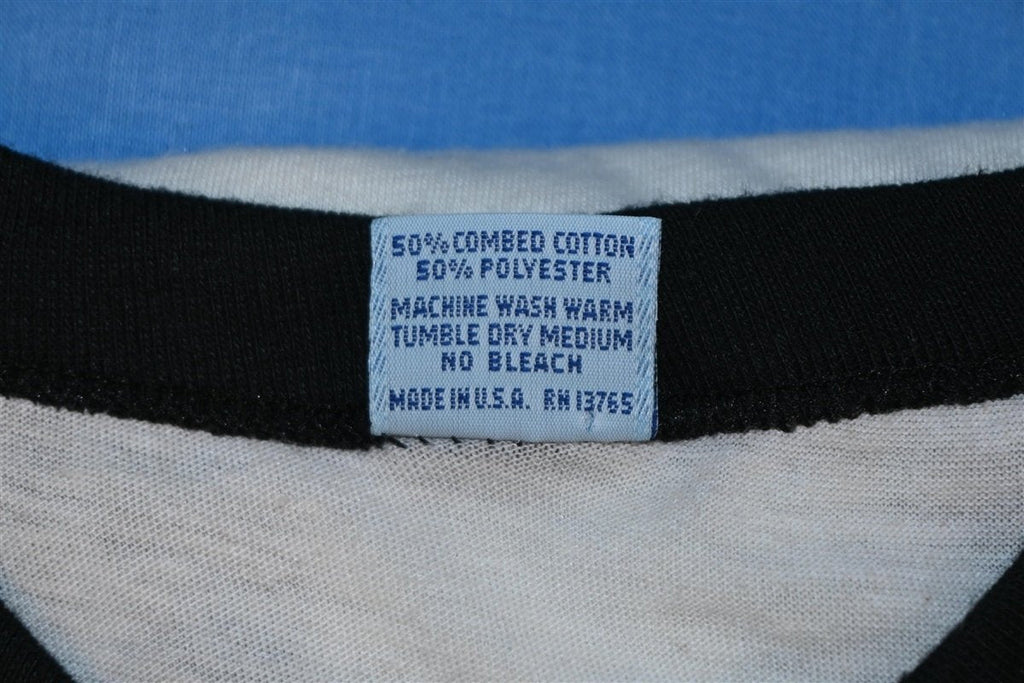 50% COMBED COTTON
50% POLYESTER
MACHINE WASH WARM
TUMBLE DRY MEDIUM
NO BLEACH
MADE IN U.S.A. RN 13765